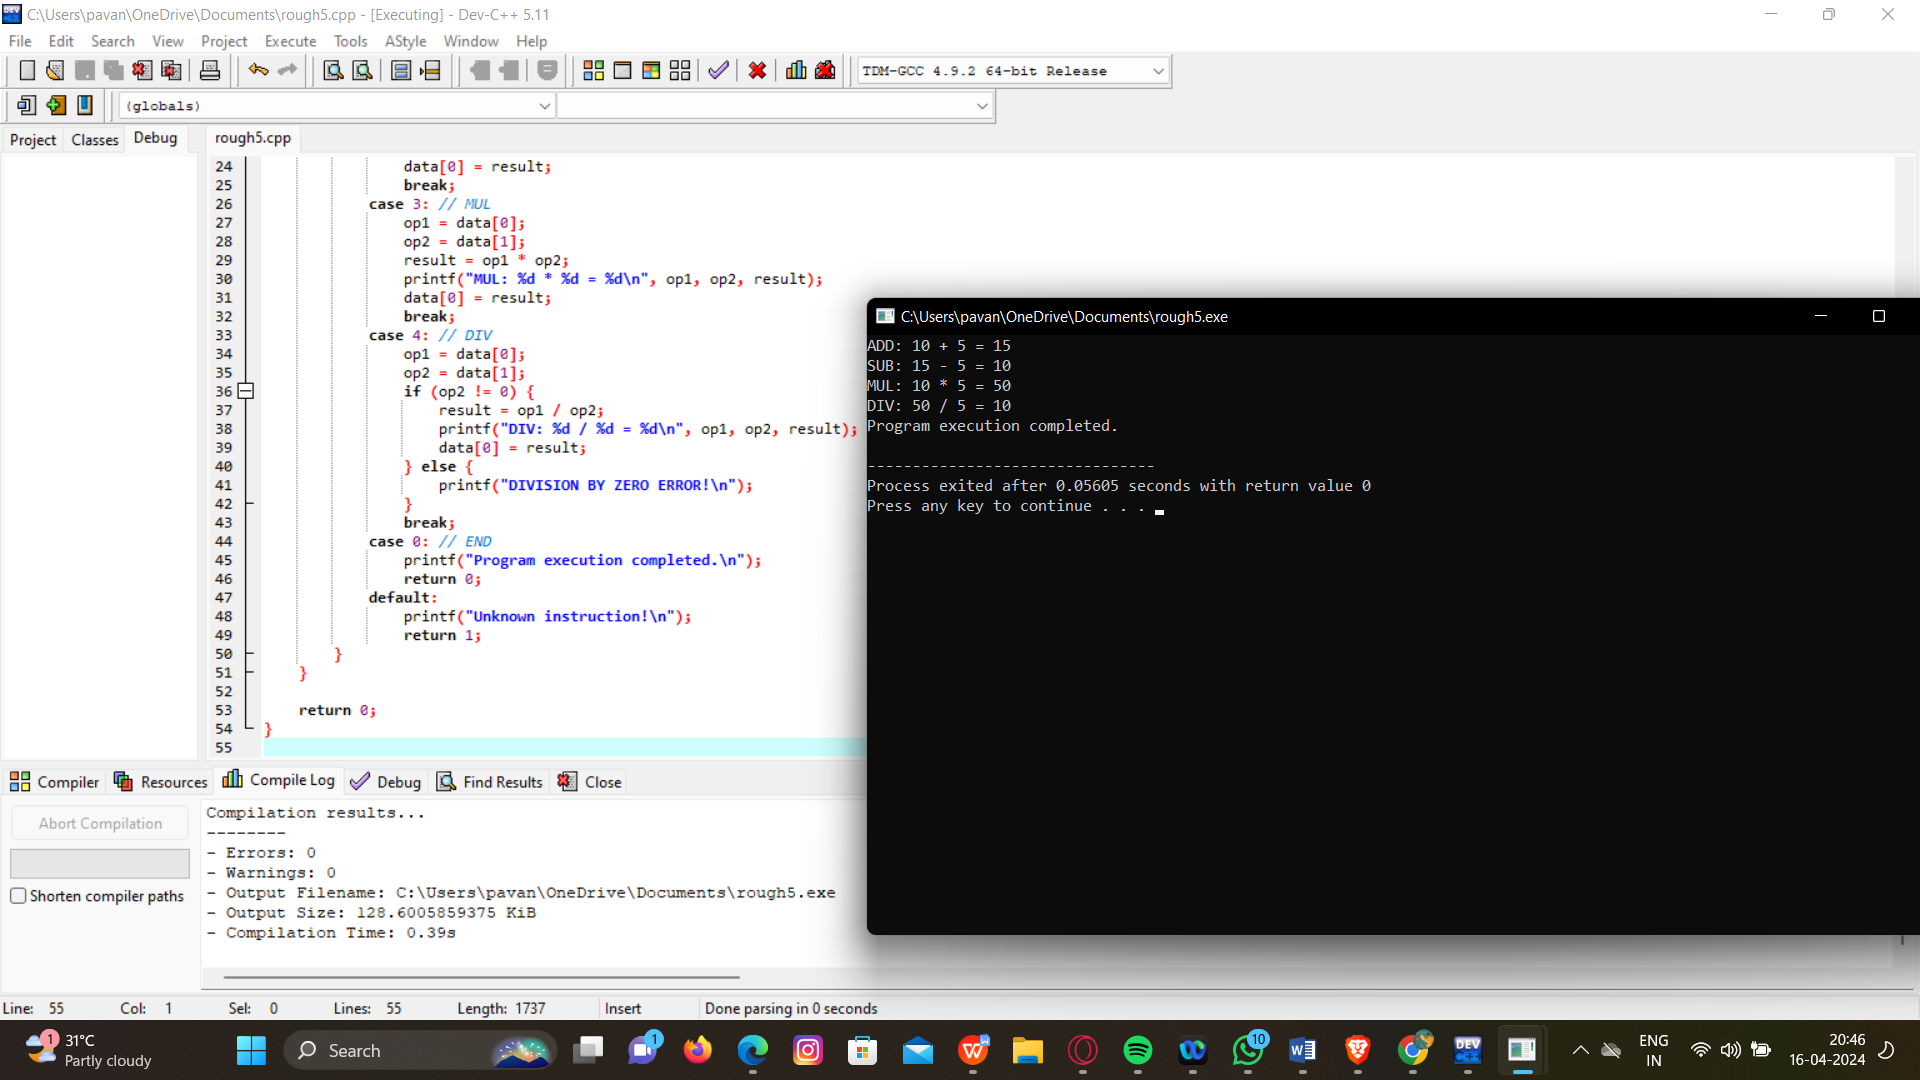 C:\Users\pavan\OneDrive\Documents\rough5.cpp - [Executing] - Dev-C++ 5.11
File Edit Search View Project Execute Tools AStyle Window Help
TDM-GCC 4.9.2 64-bit Release
(globals)
Project Classes Debug rough5.cpp
24 data[0] = result;
25 break;
26 case 3: // MUL
27 op1 = data[0];
28 op2 = data[1];
29 result = op1 * op2;
30 printf("MUL: %d * %d = %d\n", op1, op2, result);
31 data[0] = result;
32 break;
33 case 4: // DIV
34 op1 = data[0];
35 op2 = data[1];
36 if (op2 != 0) {
37 result = op1 / op2;
38 printf("DIV: %d / %d = %d\n", op1, op2, result);
39 data[0] = result;
40 } else {
41 printf("DIVISION BY ZERO ERROR!\n");
42 }
43 break;
44 case 0: // END
45 printf("Program execution completed.\n");
46 return 0;
47 default:
48 printf("Unknown instruction!\n");
49 return 1;
50 }
51 }
52
53 return 0;
54 }
55
C:\Users\pavan\OneDrive\Documents\rough5.exe
ADD: 10 + 5 = 15
SUB: 15 - 5 = 10
MUL: 10 * 5 = 50
DIV: 50 / 5 = 10
Program execution completed.
--------------------------------
Process exited after 0.05605 seconds with return value 0
Press any key to continue . . .
Compiler Resources Compile Log Debug Find Results Close
Abort Compilation
Shorten compiler paths
Compilation results...
--------
- Errors: 0
- Warnings: 0
- Output Filename: C:\Users\pavan\OneDrive\Documents\rough5.exe
- Output Size: 128.6005859375 KiB
- Compilation Time: 0.39s
Line: 55 Col: 1 Sel: 0 Lines: 55 Length: 1737 Insert Done parsing in 0 seconds
1
31°C
Partly cloudy
Search
1
10
DEV
ENG
IN
20:46
16-04-2024